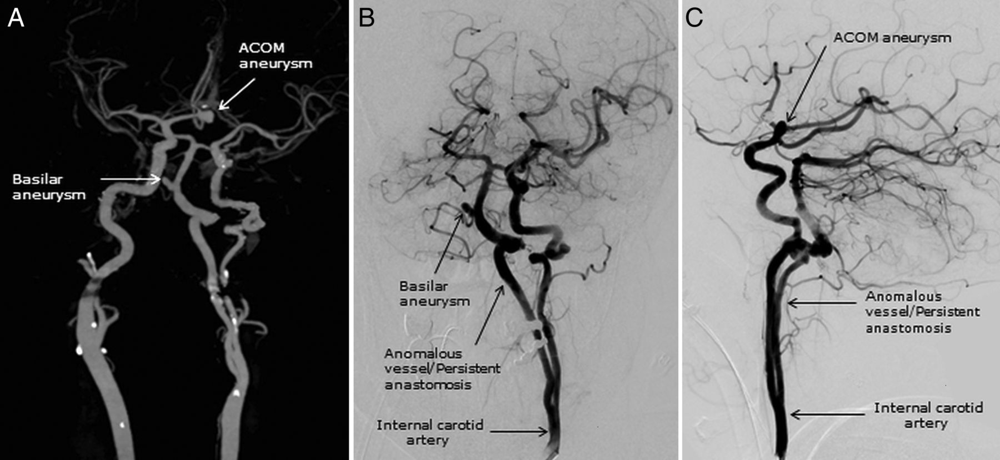 A
ACOM
aneurysm
Basilar
aneurysm
B
Basilar
aneurysm
Anomalous
vessel/Persistent
anastomosis
Internal carotid
artery
C
ACOM aneurysm
Anomalous
vessel/Persistent
anastomosis
Internal carotid
artery